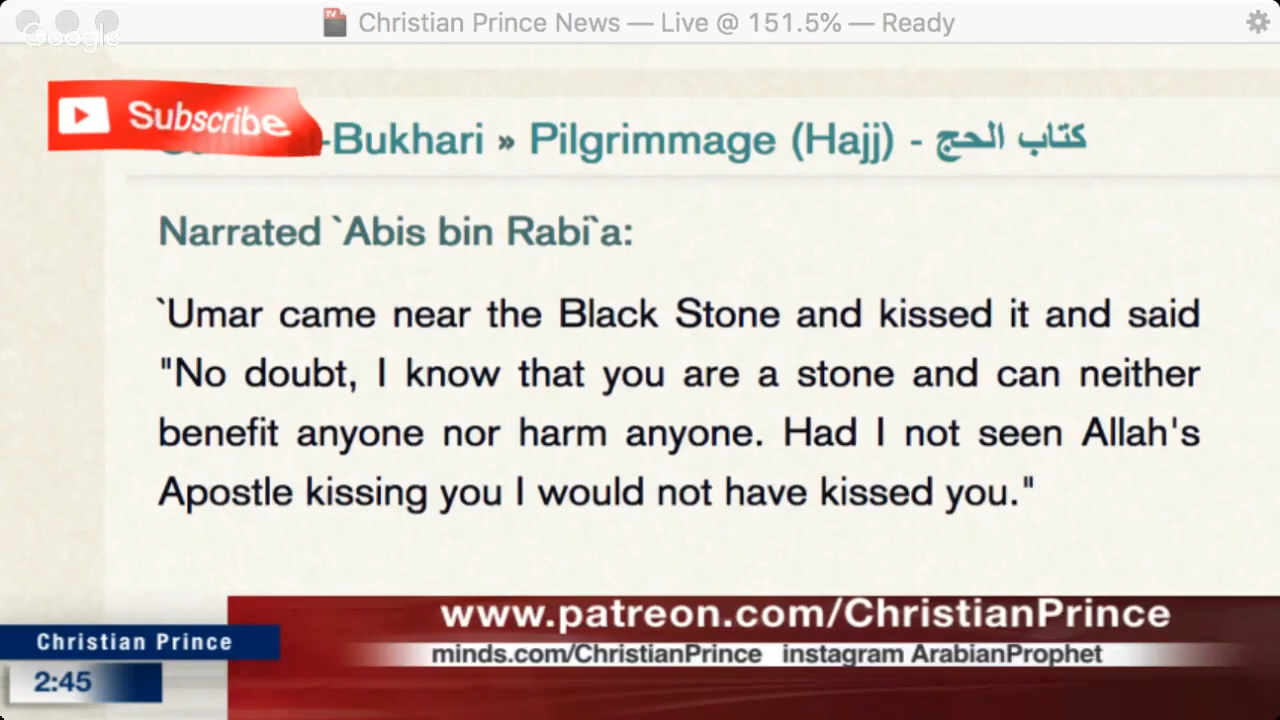 Christian Prince News — Live @ 151.5% — Ready
Google
Subscribe
-Bukhari » Pilgrimmage (Hajj) - كتاب الحج
Narrated `Abis bin Rabi`a:
`Umar came near the Black Stone and kissed it and said
"No doubt, I know that you are a stone and can neither
benefit anyone nor harm anyone. Had I not seen Allah's
Apostle kissing you I would not have kissed you."
www.patreon.com/ChristianPrince
Christian Prince
minds.com/ChristianPrince instagram ArabianProphet
2:45